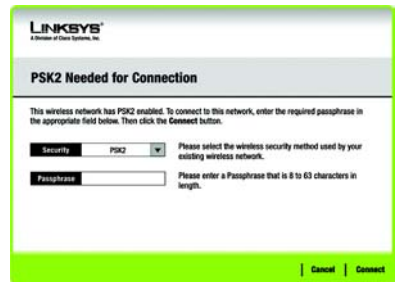 LINKSYS®
A Division of Cisco Systems, Inc.
PSK2 Needed for Connection
This wireless network has PSK2 enabled. To connect to this network, enter the required passphrase in
the appropriate field below. Then click the Connect button.
Security PSK2 Please select the wireless security method used by your
existing wireless network.
Passphrase Please enter a Passphrase that is 8 to 63 characters in
length.
Cancel Connect